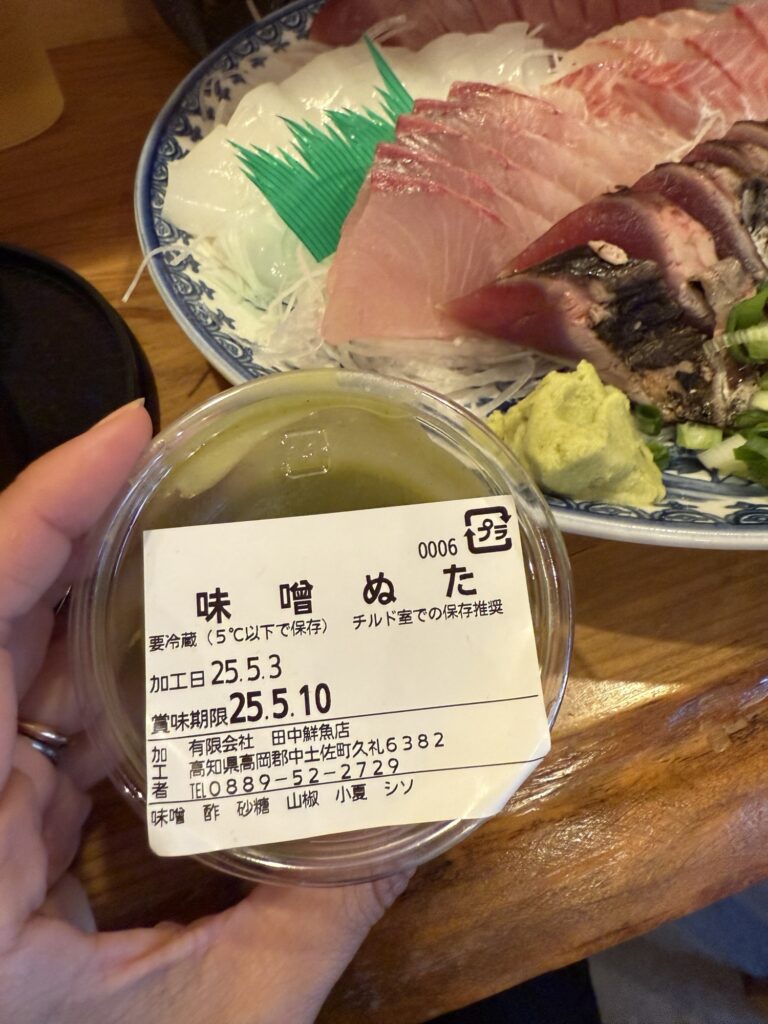 0006 プラ
味噌ぬた
要冷蔵（5℃以下で保存） チルド室での保存推奨
加工日 25.5.3
賞味期限 25.5.10
加工者 有限会社 田中鮮魚店
高知県高岡郡中土佐町久礼６３８２
TEL０８８９－５２－２７２９
味噌 酢 砂糖 山椒 小夏 シソ